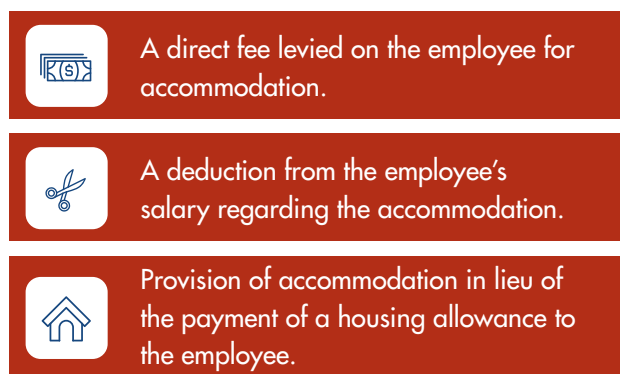 A direct fee levied on the employee for
accommodation.
A deduction from the employee's
salary regarding the accommodation.
Provision of accommodation in lieu of
the payment of a housing allowance to
the employee.